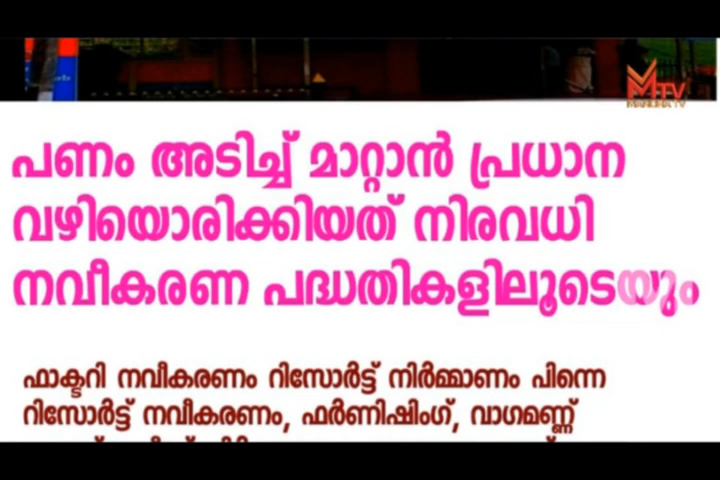 MTV
പണം അടിച്ച് മാറ്റാൻ പ്രധാന
വഴിയൊരിക്കിയത് നിരവധി
നവീകരണ പദ്ധതികളിലൂടെയും
ഫാക്ടറി നവീകരണം റിസോർട്ട് നിർമ്മാണം പിന്നെ
റിസോർട്ട് നവീകരണം, ഫർണിഷിംഗ്, വാഗമണ്ണ്